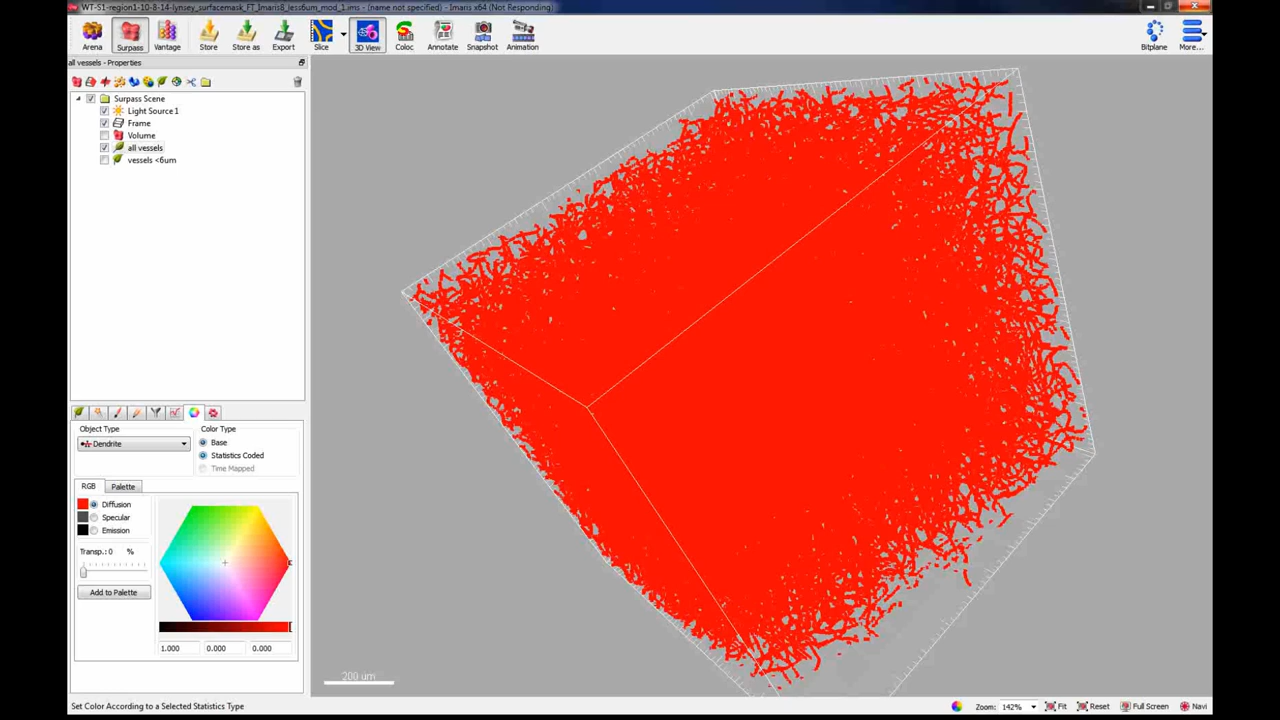 WT-S1-region1-10-8-14-lynsey_surfacemask_FT_Imaris8_less6um_mod_1.ims - (name not specified) - Imaris x64 (Not Responding)
Arena Surpass Vantage Store Store as Export Slice 3D View Coloc Annotate Snapshot Animation Bitplane More...
all vessels - Properties
Surpass Scene
Light Source 1
Frame
Volume
all vessels
vessels <6um
Object Type Color Type
Dendrite Base
Statistics Coded
Time Mapped
RGB Palette
Diffusion
Specular
Emission
Transp.: 0 %
Add to Palette
1.000 0.000 0.000
200 um
Set Color According to a Selected Statistics Type Zoom: 142% Fit Reset Full Screen Navi